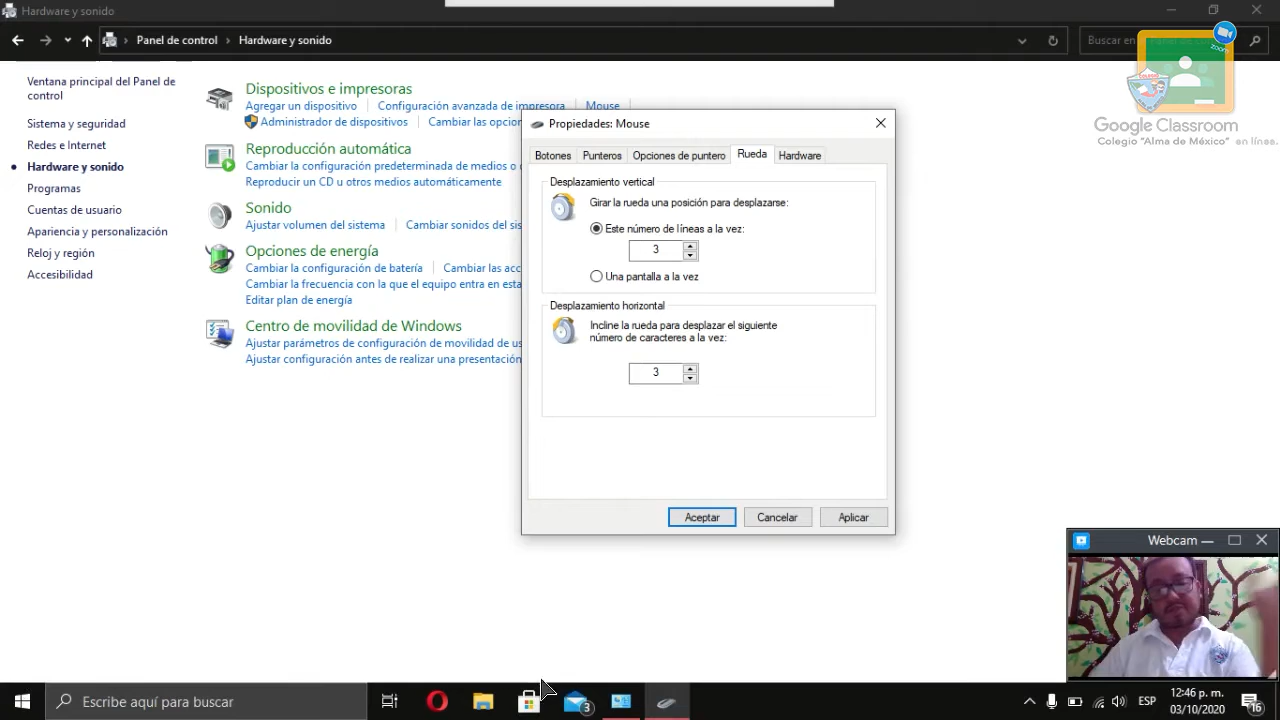 Hardware y sonido
Panel de control › Hardware y sonido
Buscar en Panel de
zoom
Google Classroom
Colegio "Alma de México" en línea.
Ventana principal del Panel de
control
Sistema y seguridad
Redes e Internet
Hardware y sonido
Programas
Cuentas de usuario
Apariencia y personalización
Reloj y región
Accesibilidad
Dispositivos e impresoras
Agregar un dispositivo
Configuración avanzada de impresora
Mouse
Administrador de dispositivos
Cambiar las opcion
Reproducción automática
Cambiar la configuración predeterminada de medios o
Reproducir un CD u otros medios automáticamente
Sonido
Ajustar volumen del sistema
Cambiar sonidos del sis
Opciones de energía
Cambiar la configuración de batería
Cambiar las acc
Cambiar la frecuencia con la que el equipo entra en esta
Editar plan de energía
Centro de movilidad de Windows
Ajustar parámetros de configuración de movilidad de us
Ajustar configuración antes de realizar una presentación
Propiedades: Mouse
Botones
Punteros
Opciones de puntero
Rueda
Hardware
Desplazamiento vertical
Girar la rueda una posición para desplazarse:
Este número de líneas a la vez:
3
Una pantalla a la vez
Desplazamiento horizontal
Incline la rueda para desplazar el siguiente
número de caracteres a la vez:
3
Aceptar
Cancelar
Aplicar
Webcam
Escribe aquí para buscar
3
ESP
12:46 p. m.
03/10/2020
16